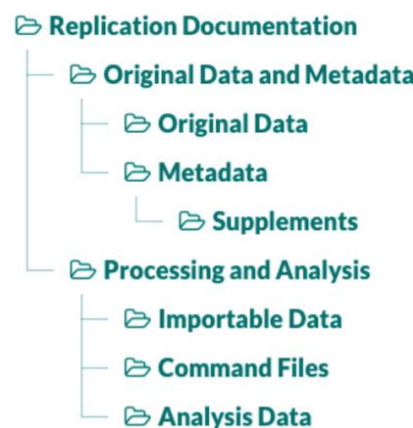 Replication Documentation
Original Data and Metadata
Original Data
Metadata
Supplements
Processing and Analysis
Importable Data
Command Files
Analysis Data